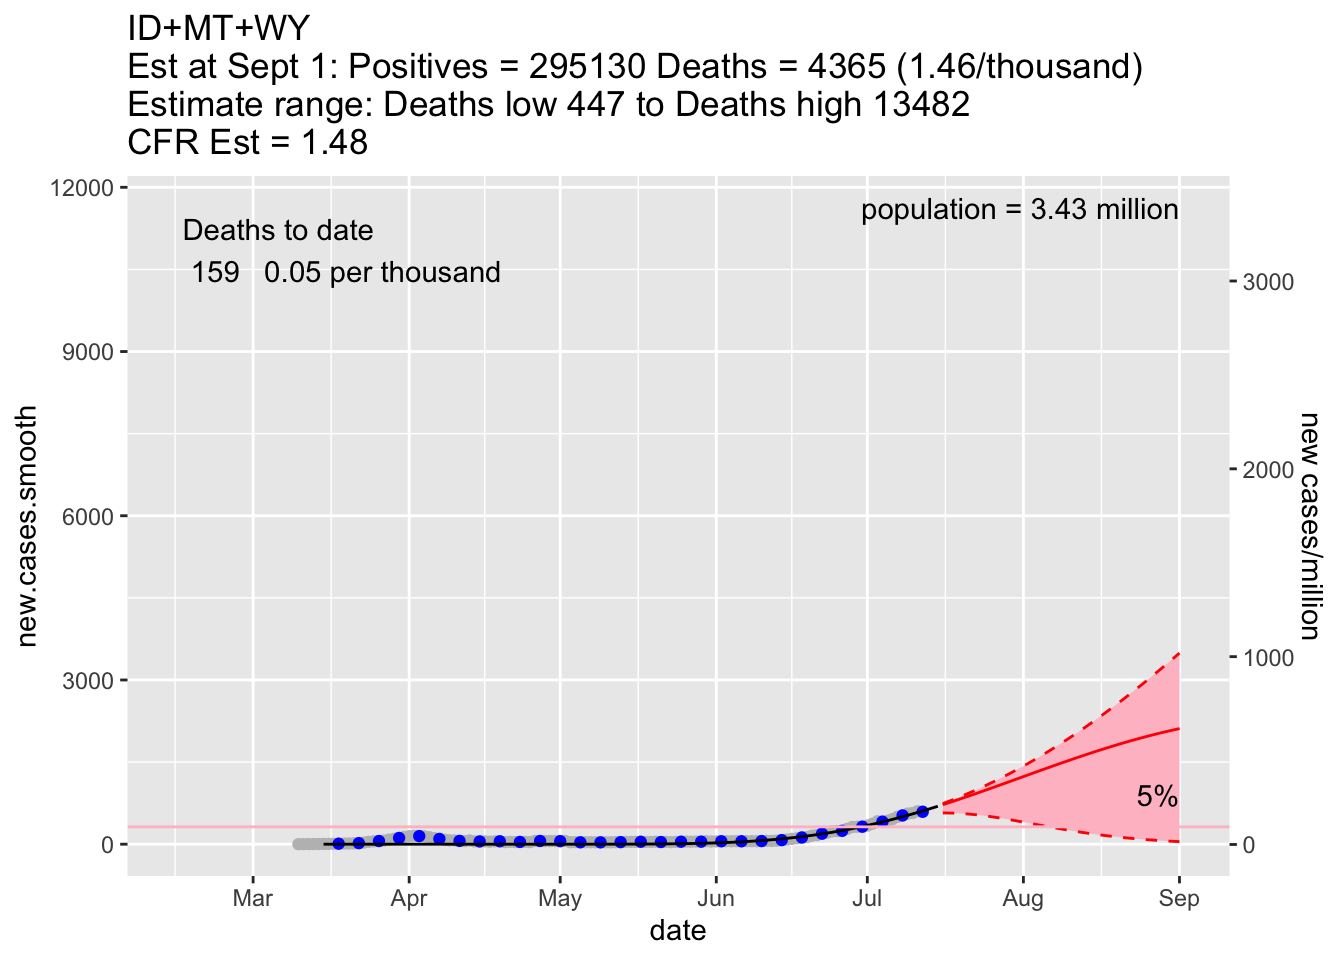 ID+MT+WY
Est at Sept 1: Positives = 295130 Deaths = 4365 (1.46/thousand)
Estimate range: Deaths low 447 to Deaths high 13482
CFR Est = 1.48
population = 3.43 million
Deaths to date
159 0.05 per thousand
12000
9000
6000
3000
0
new.cases.smooth
3000
2000
1000
0
new cases/million
5%
Mar Apr May Jun Jul Aug Sep
date